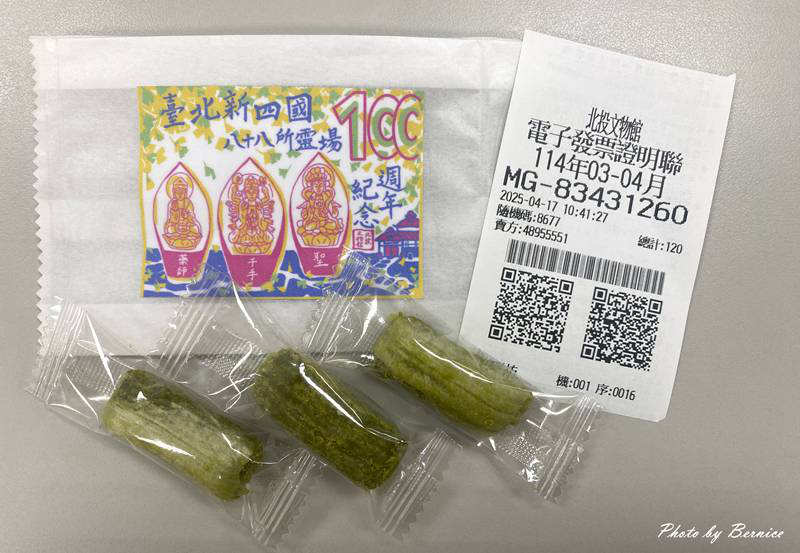 臺北新四國
八十八所靈場
100
週年
紀念
藥師
千手
聖
北投文物館
電子發票證明聯
114年03-04月
MG-83431260
2025-04-17 10:41:27
隨機碼:8677
總計:120
賣方:48955551
機:001 序:0016
Photo by Bernice